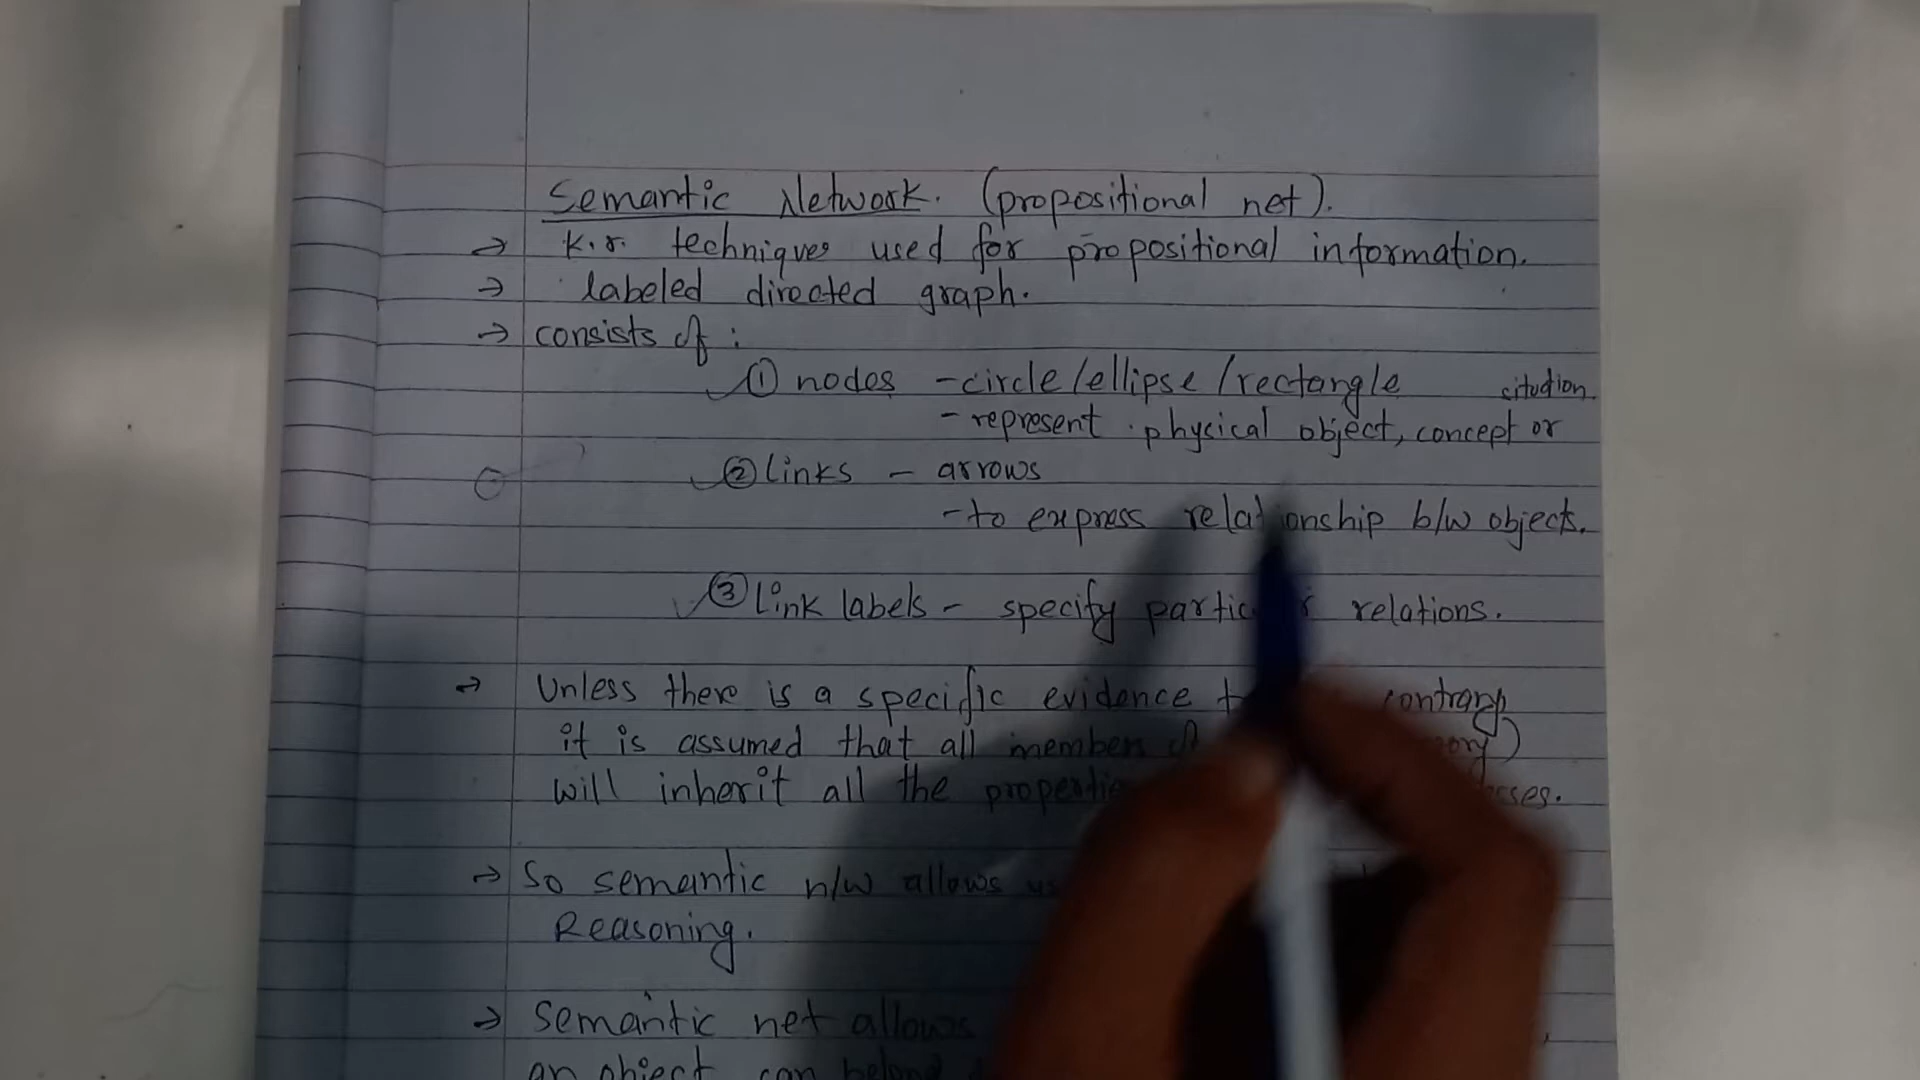 Semantic Network. (propositional net).
→ K.r. techniques used for propositional information.
→ labeled directed graph.
→ consists of :
① nodes - circle/ellipse/rectangle
- represent physical object, concept or citudion
② links - arrows
- to express relationship b/w objects.
③ Link labels - specify relations.
→ Unless there is a specific evidence contrary
it is assumed that all members
will inherit all the
→ So semantic n/w allows
Reasoning.
→ Semantic net allows
an object can